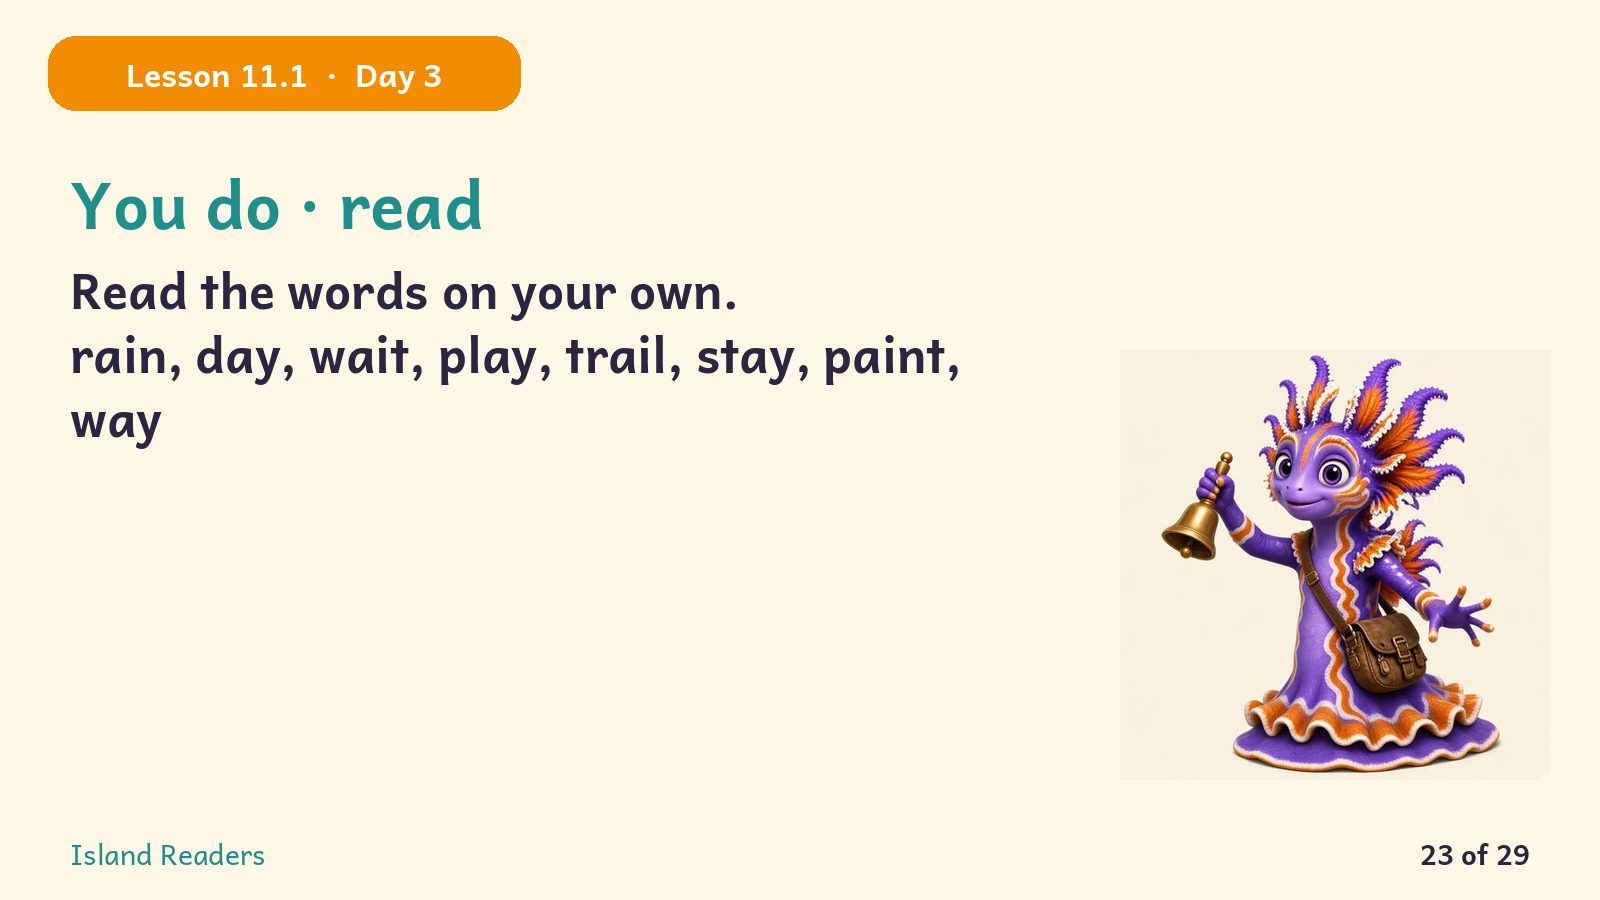 Lesson 11.1 · Day 3
You do · read
Read the words on your own.
rain, day, wait, play, trail, stay, paint,
way
Island Readers
23 of 29